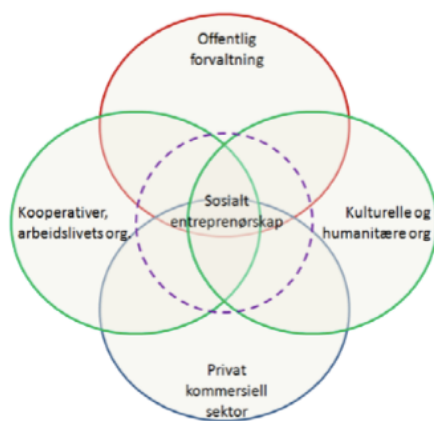 Offentlig
forvaltning
Kooperativer,
arbeidslivets org.
Sosialt
entreprenørskap
Kulturelle og
humanitære org
Privat
kommersiell
sektor